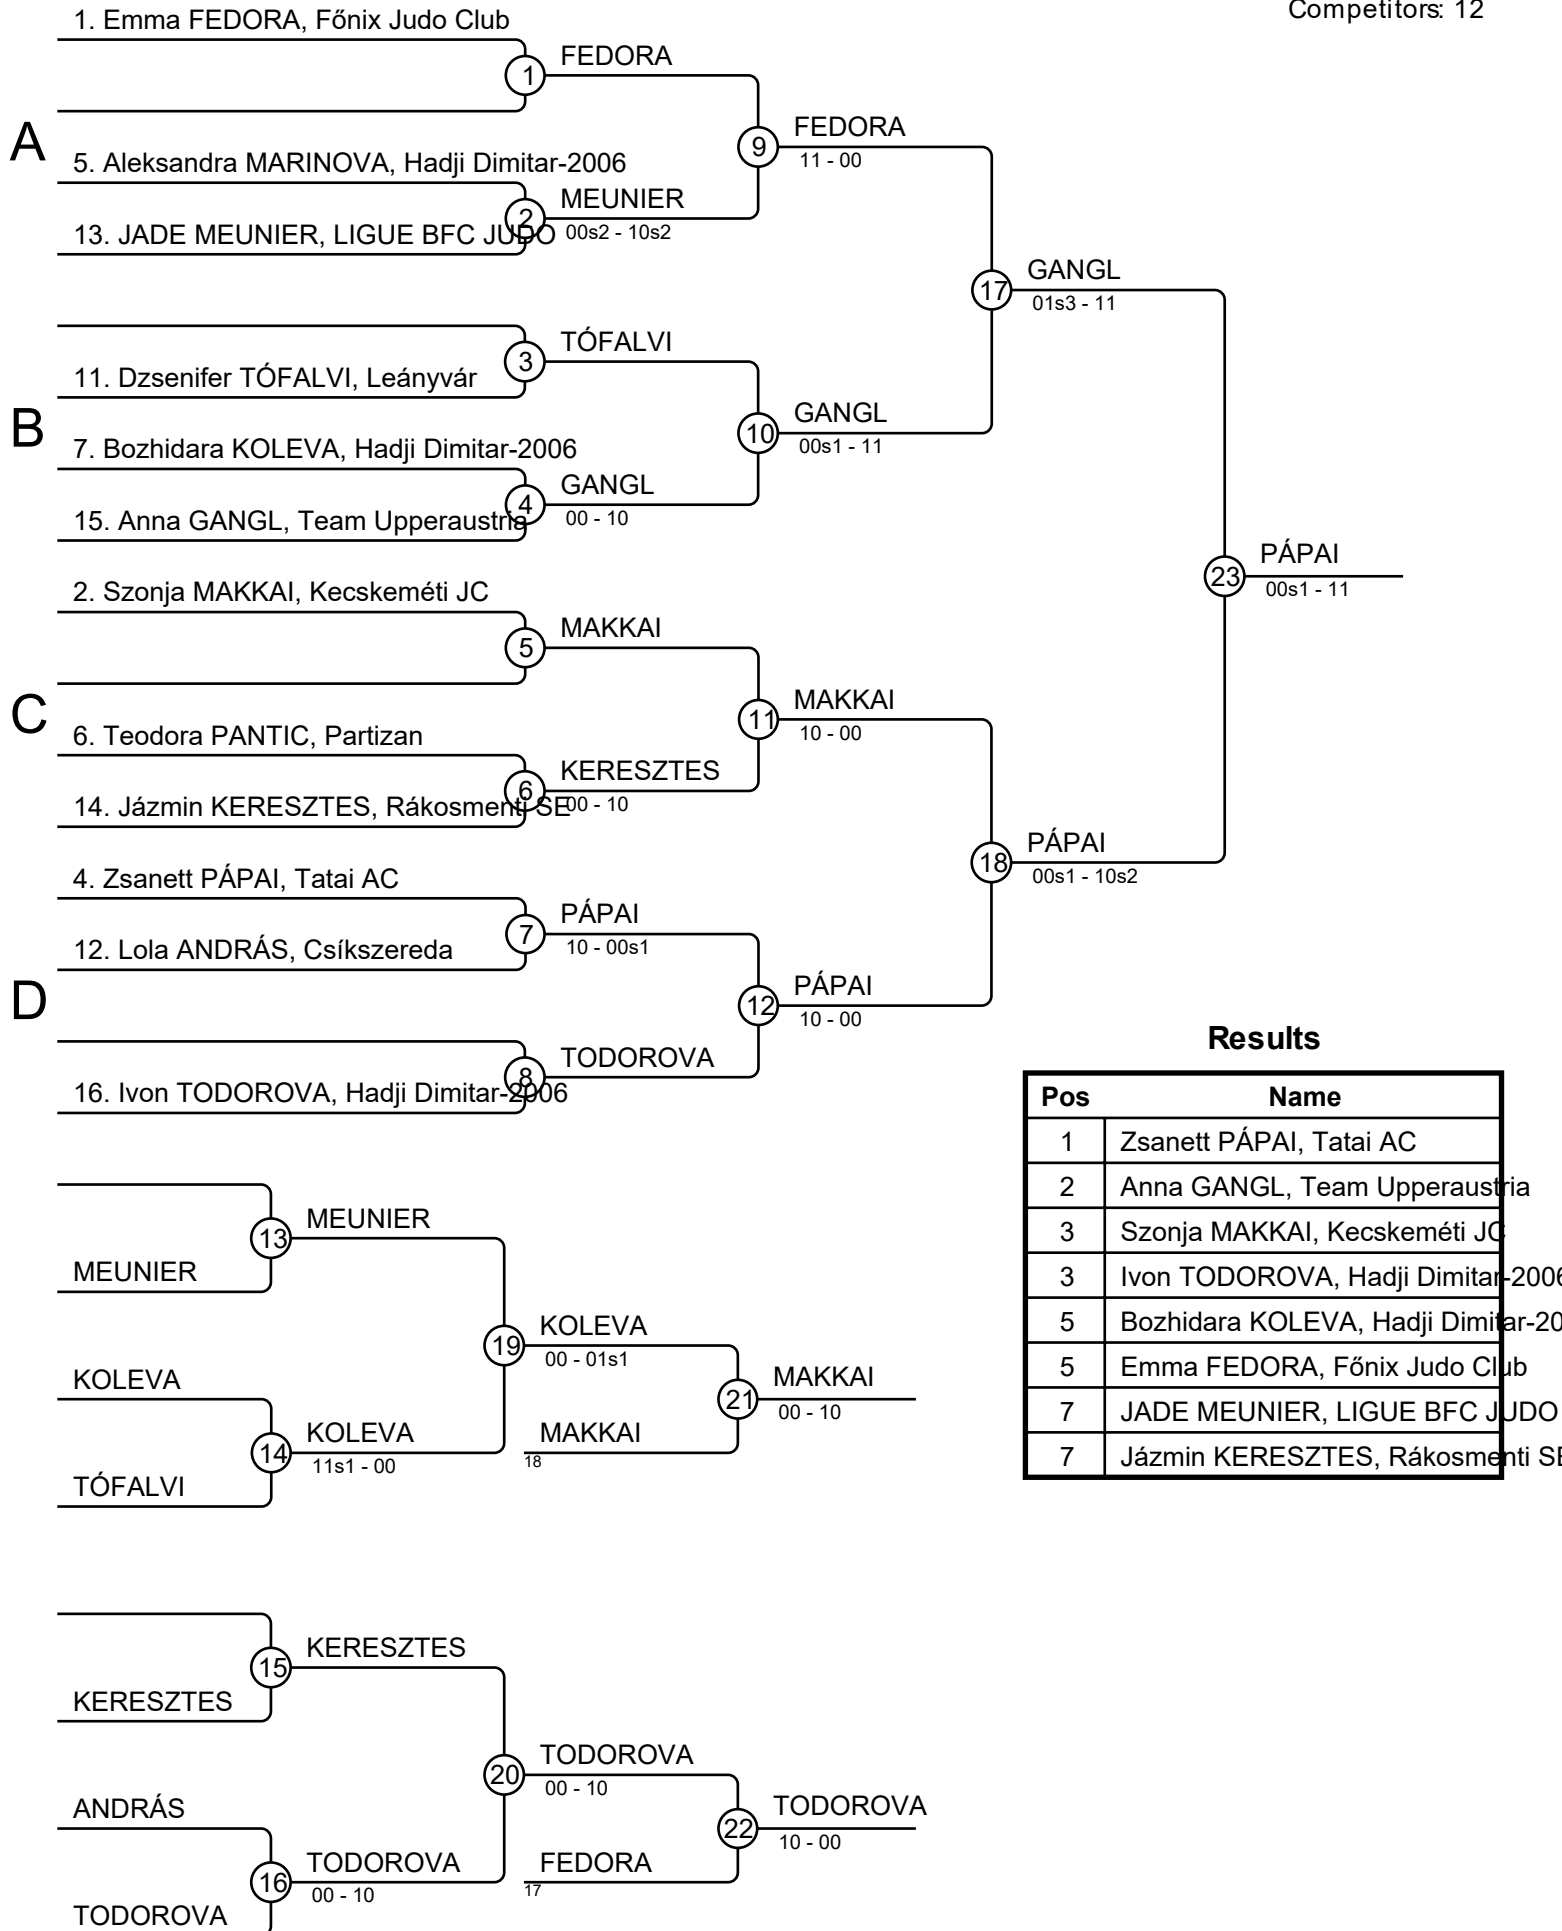 Competitors: 12
1. Emma FEDORA, Főnix Judo Club
1
FEDORA
A
9
FEDORA
11 - 00
5. Aleksandra MARINOVA, Hadji Dimitar-2006
2
MEUNIER
00s2 - 10s2
13. JADE MEUNIER, LIGUE BFC JUDO
17
GANGL
01s3 - 11
3
TÓFALVI
11. Dzsenifer TÓFALVI, Leányvár
B
10
GANGL
00s1 - 11
7. Bozhidara KOLEVA, Hadji Dimitar-2006
4
GANGL
00 - 10
15. Anna GANGL, Team Upperaustria
23
PÁPAI
00s1 - 11
2. Szonja MAKKAI, Kecskeméti JC
5
MAKKAI
C
11
MAKKAI
10 - 00
6. Teodora PANTIC, Partizan
6
KERESZTES
00 - 10
14. Jázmin KERESZTES, Rákosmenti SE
18
PÁPAI
00s1 - 10s2
4. Zsanett PÁPAI, Tatai AC
7
PÁPAI
10 - 00s1
12. Lola ANDRÁS, Csíkszereda
D
12
PÁPAI
10 - 00
8
TODOROVA
16. Ivon TODOROVA, Hadji Dimitar-2006
Results
Pos Name
1 Zsanett PÁPAI, Tatai AC
2 Anna GANGL, Team Upperaustria
3 Szonja MAKKAI, Kecskeméti JC
3 Ivon TODOROVA, Hadji Dimitar-2006
5 Bozhidara KOLEVA, Hadji Dimitar-20
5 Emma FEDORA, Főnix Judo Club
7 JADE MEUNIER, LIGUE BFC JUDO
7 Jázmin KERESZTES, Rákosmenti SE
13
MEUNIER
MEUNIER
19
KOLEVA
00 - 01s1
KOLEVA
21
MAKKAI
00 - 10
14
KOLEVA
11s1 - 00
MAKKAI
18
TÓFALVI
15
KERESZTES
KERESZTES
20
TODOROVA
00 - 10
ANDRÁS
22
TODOROVA
10 - 00
16
TODOROVA
00 - 10
FEDORA
17
TODOROVA